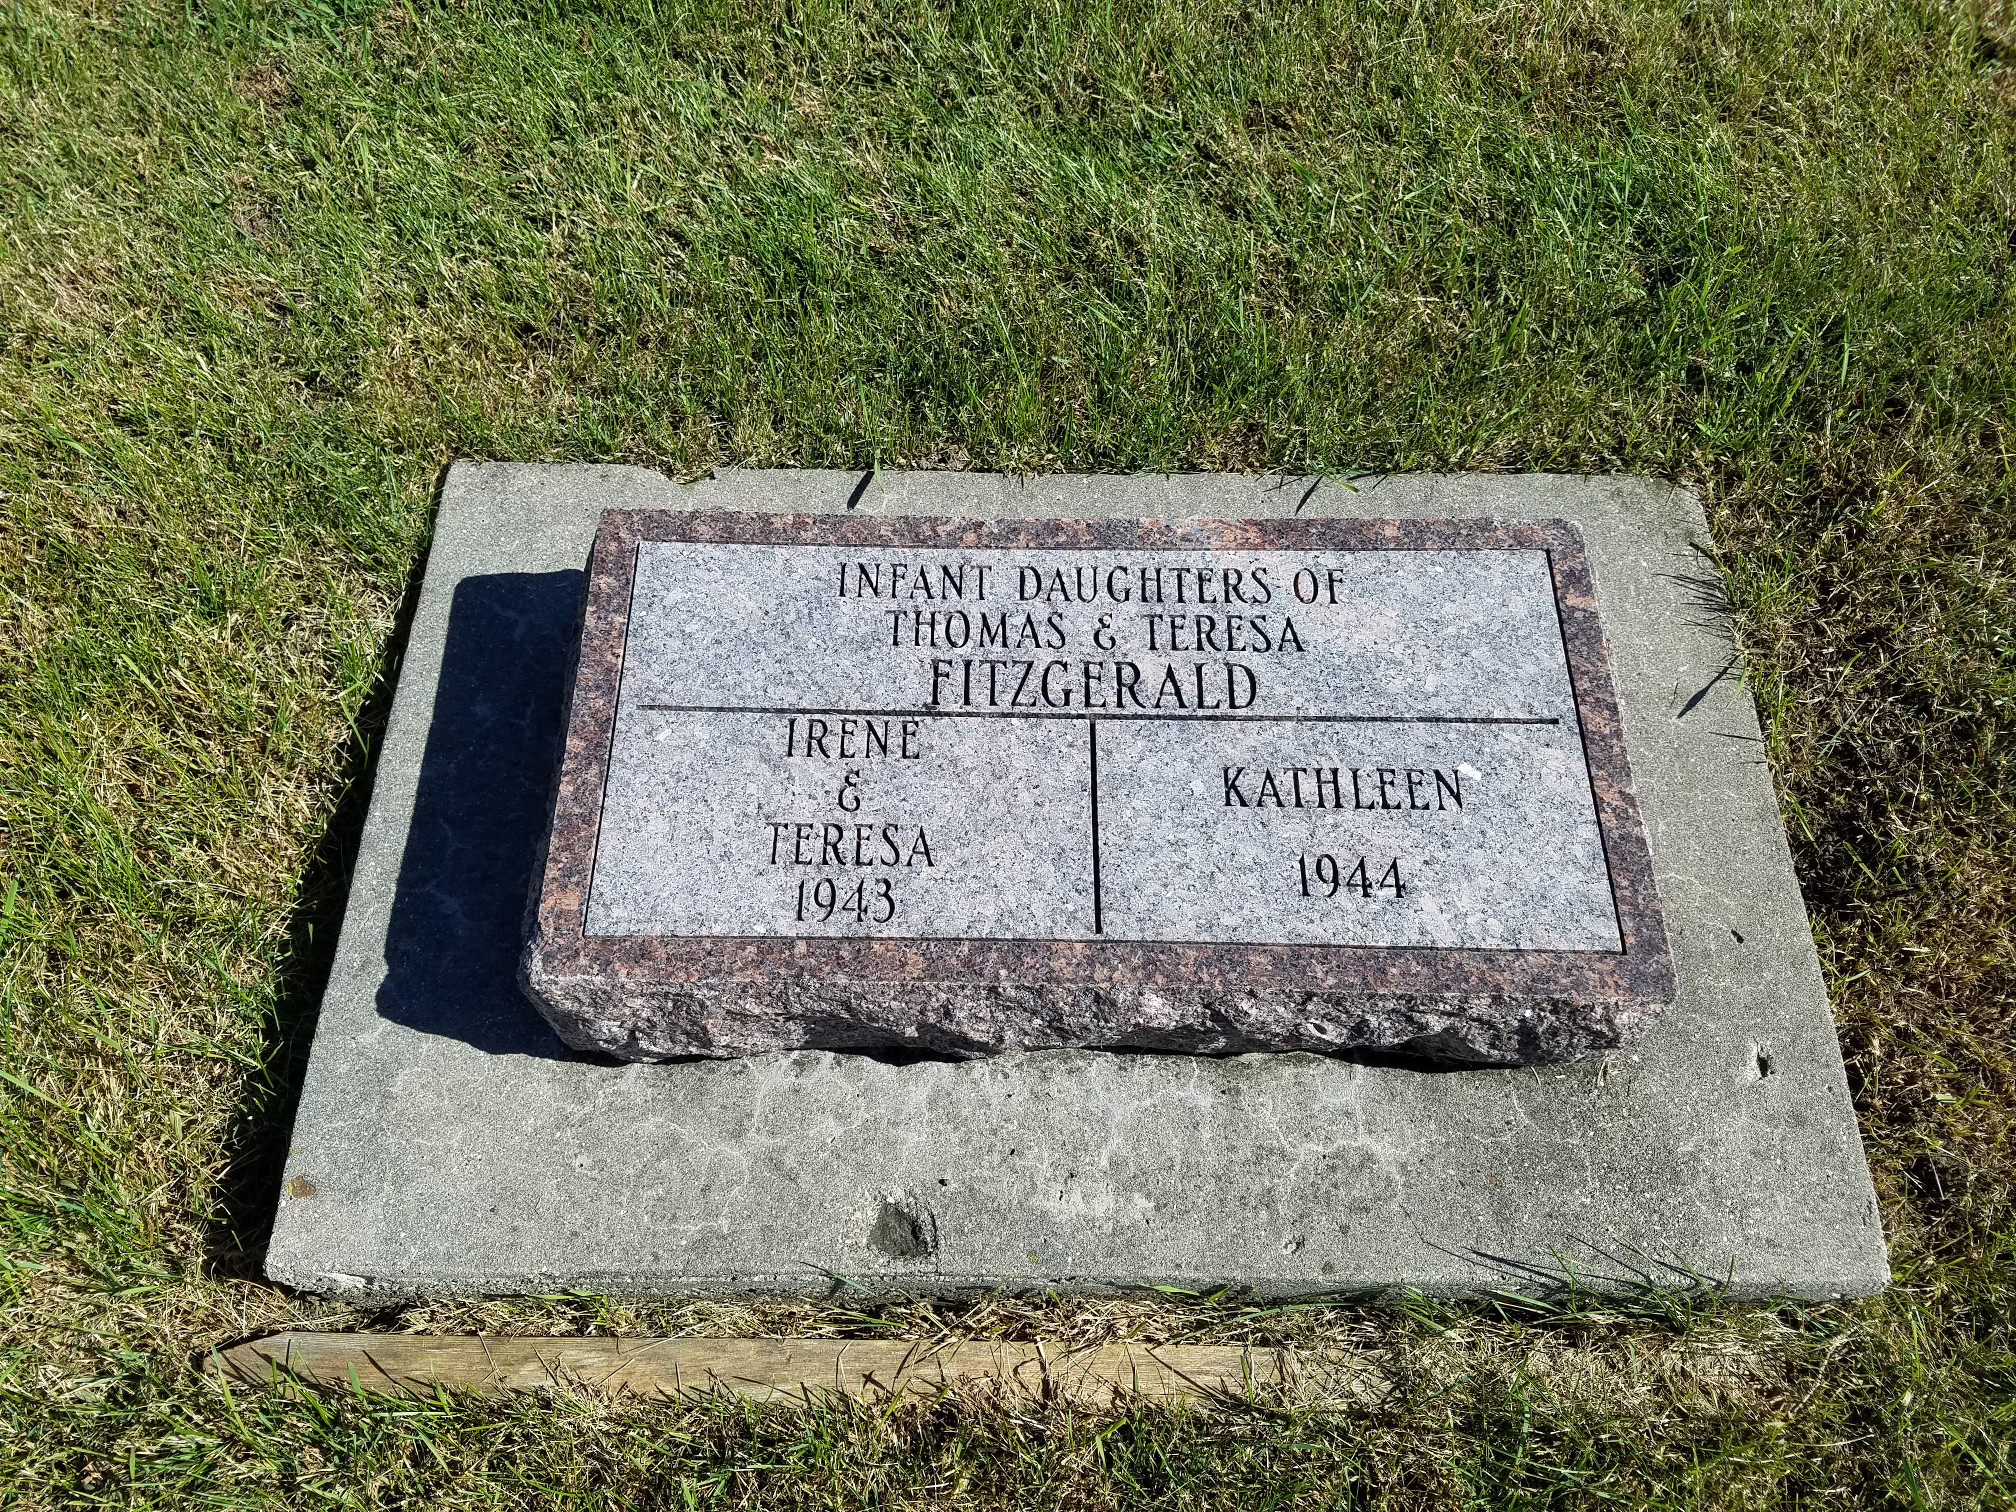 INFANT DAUGHTERS OF
THOMAS & TERESA
FITZGERALD
IRENE
&
TERESA
1943
KATHLEEN
1944